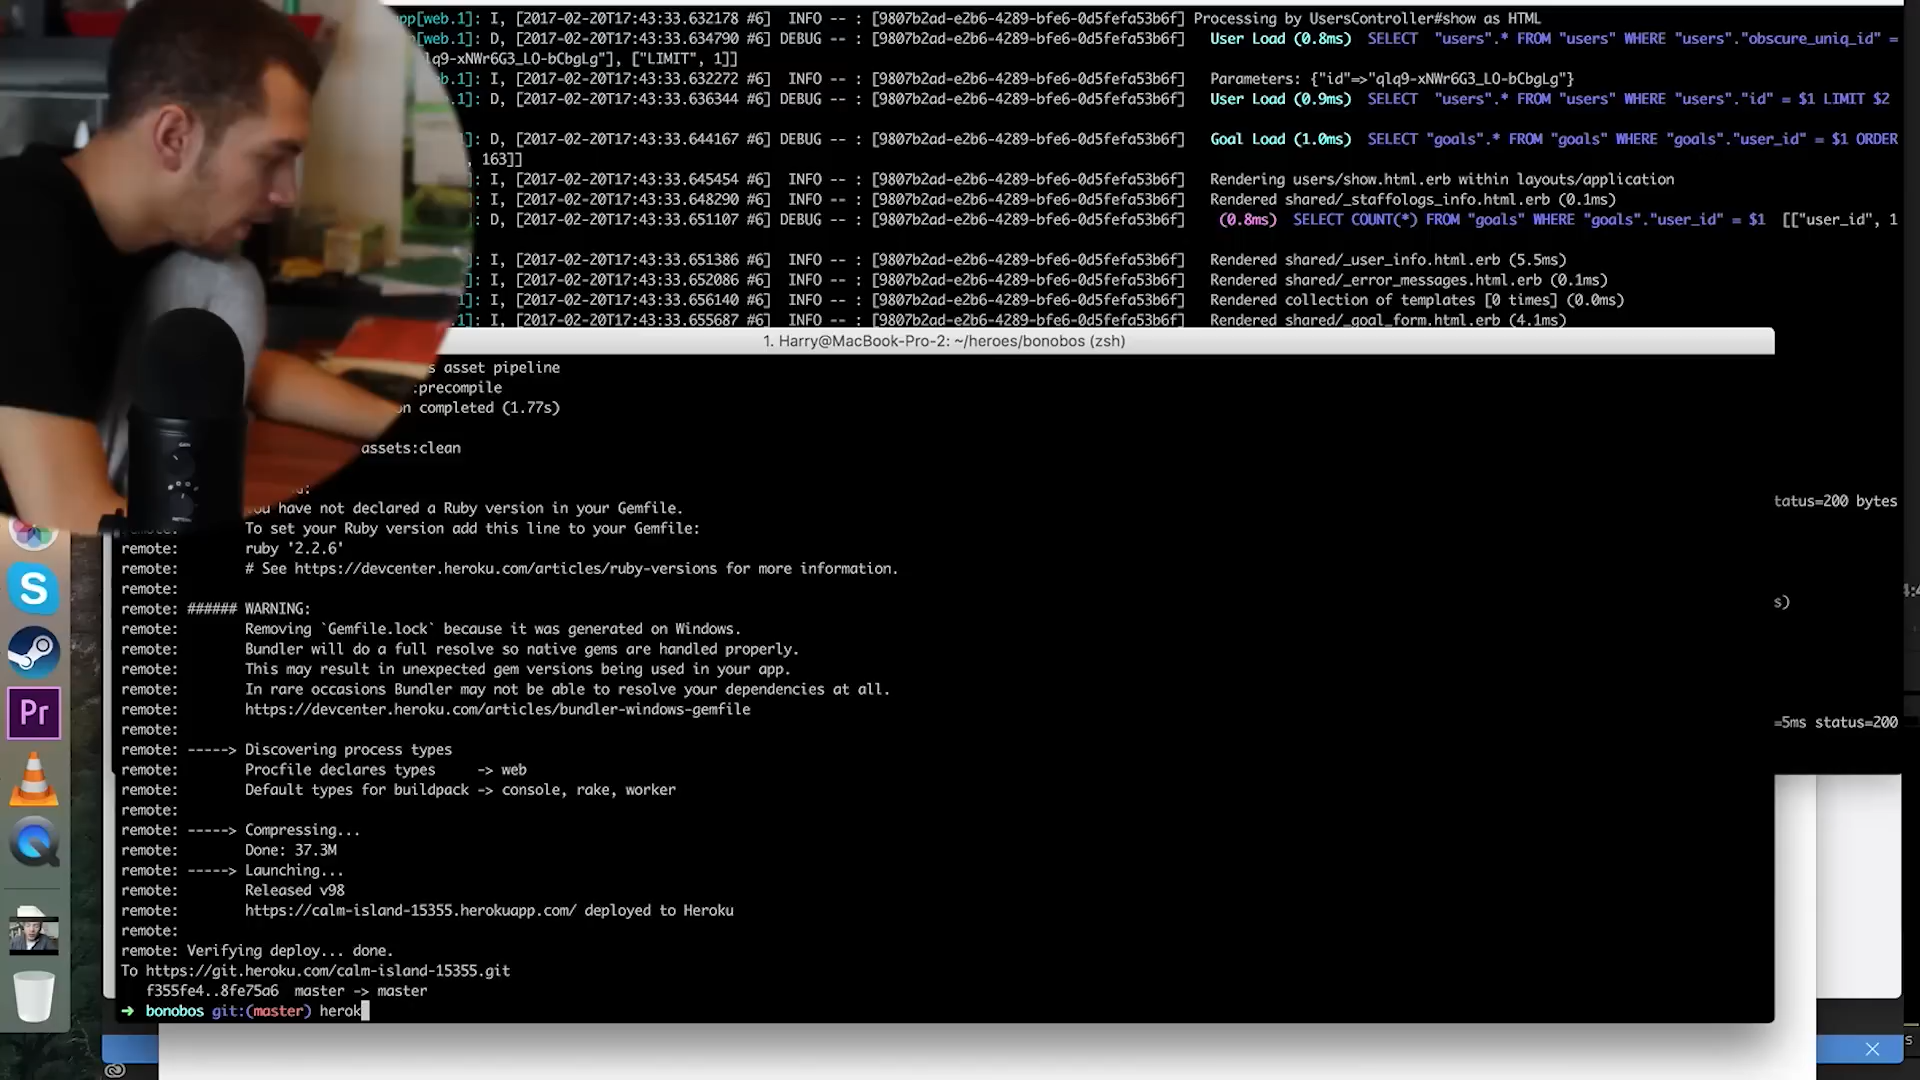 app[web.1]: I, [2017-02-20T17:43:33.632178 #6]  INFO -- : [9807b2ad-e2b6-4289-bfe6-0d5fefa53b6f] Processing by UsersController#show as HTML
[web.1]: D, [2017-02-20T17:43:33.634790 #6] DEBUG -- : [9807b2ad-e2b6-4289-bfe6-0d5fefa53b6f]   User Load (0.8ms)  SELECT  "users".* FROM "users" WHERE "users"."obscure_uniq_id" =
qlq9-xNWr6G3_LO-bCbgLg"], ["LIMIT", 1]]
.1]: I, [2017-02-20T17:43:33.632272 #6]  INFO -- : [9807b2ad-e2b6-4289-bfe6-0d5fefa53b6f]   Parameters: {"id"=>"qlq9-xNWr6G3_LO-bCbgLg"}
.1]: D, [2017-02-20T17:43:33.636344 #6] DEBUG -- : [9807b2ad-e2b6-4289-bfe6-0d5fefa53b6f]   User Load (0.9ms)  SELECT  "users".* FROM "users" WHERE "users"."id" = $1 LIMIT $2
]: D, [2017-02-20T17:43:33.644167 #6] DEBUG -- : [9807b2ad-e2b6-4289-bfe6-0d5fefa53b6f]   Goal Load (1.0ms)  SELECT "goals".* FROM "goals" WHERE "goals"."user_id" = $1 ORDER
, 163]]
]: I, [2017-02-20T17:43:33.645454 #6]  INFO -- : [9807b2ad-e2b6-4289-bfe6-0d5fefa53b6f]   Rendering users/show.html.erb within layouts/application
]: I, [2017-02-20T17:43:33.648290 #6]  INFO -- : [9807b2ad-e2b6-4289-bfe6-0d5fefa53b6f]   Rendered shared/_staffologs_info.html.erb (0.1ms)
]: D, [2017-02-20T17:43:33.651107 #6] DEBUG -- : [9807b2ad-e2b6-4289-bfe6-0d5fefa53b6f]    (0.8ms)  SELECT COUNT(*) FROM "goals" WHERE "goals"."user_id" = $1  [["user_id", 1
]: I, [2017-02-20T17:43:33.651386 #6]  INFO -- : [9807b2ad-e2b6-4289-bfe6-0d5fefa53b6f]   Rendered shared/_user_info.html.erb (5.5ms)
]: I, [2017-02-20T17:43:33.652086 #6]  INFO -- : [9807b2ad-e2b6-4289-bfe6-0d5fefa53b6f]   Rendered shared/_error_messages.html.erb (0.1ms)
1]: I, [2017-02-20T17:43:33.656140 #6]  INFO -- : [9807b2ad-e2b6-4289-bfe6-0d5fefa53b6f]   Rendered collection of templates [0 times] (0.0ms)
.1]: I, [2017-02-20T17:43:33.655687 #6]  INFO -- : [9807b2ad-e2b6-4289-bfe6-0d5fefa53b6f]   Rendered shared/_goal_form.html.erb (4.1ms)
1. Harry@MacBook-Pro-2: ~/heroes/bonobos (zsh)
s asset pipeline
:precompile
on completed (1.77s)
assets:clean
tatus=200 bytes
You have not declared a Ruby version in your Gemfile.
To set your Ruby version add this line to your Gemfile:
remote:        ruby '2.2.6'
remote:        # See https://devcenter.heroku.com/articles/ruby-versions for more information.
remote:
remote: ###### WARNING:
s)
remote:        Removing `Gemfile.lock` because it was generated on Windows.
remote:        Bundler will do a full resolve so native gems are handled properly.
remote:        This may result in unexpected gem versions being used in your app.
remote:        In rare occasions Bundler may not be able to resolve your dependencies at all.
remote:        https://devcenter.heroku.com/articles/bundler-windows-gemfile
=5ms status=200
remote:
remote: -----> Discovering process types
remote:        Procfile declares types     -> web
remote:        Default types for buildpack -> console, rake, worker
remote:
remote: -----> Compressing...
remote:        Done: 37.3M
remote: -----> Launching...
remote:        Released v98
remote:        https://calm-island-15355.herokuapp.com/ deployed to Heroku
remote:
remote: Verifying deploy... done.
To https://git.heroku.com/calm-island-15355.git
   f355fe4..8fe75a6  master -> master
➜  bonobos git:(master) herok
S
Pr